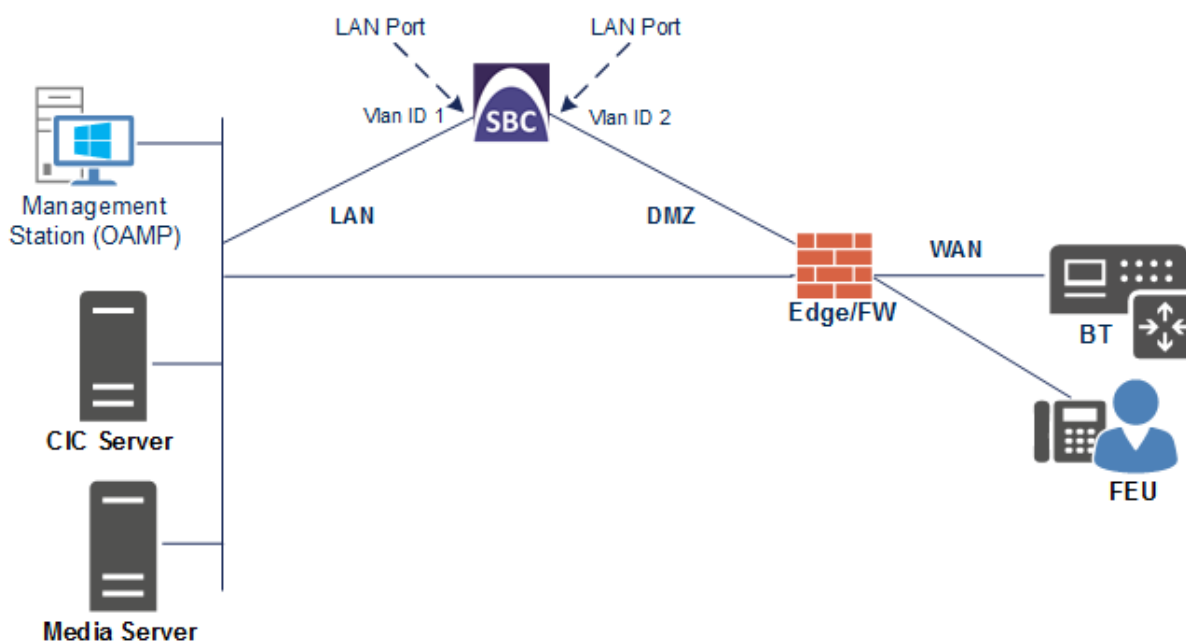 LAN Port
LAN Port
Vlan ID 1
SBC
Vlan ID 2
Management
Station (OAMP)
LAN
DMZ
WAN
Edge/FW
BT
CIC Server
FEU
Media Server